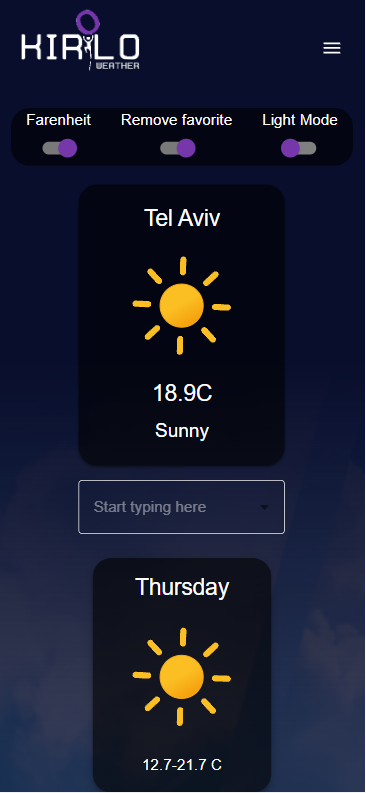 KIRILO
WEATHER
Farenheit Remove favorite Light Mode
Tel Aviv
18.9C
Sunny
Start typing here
Thursday
12.7-21.7 C